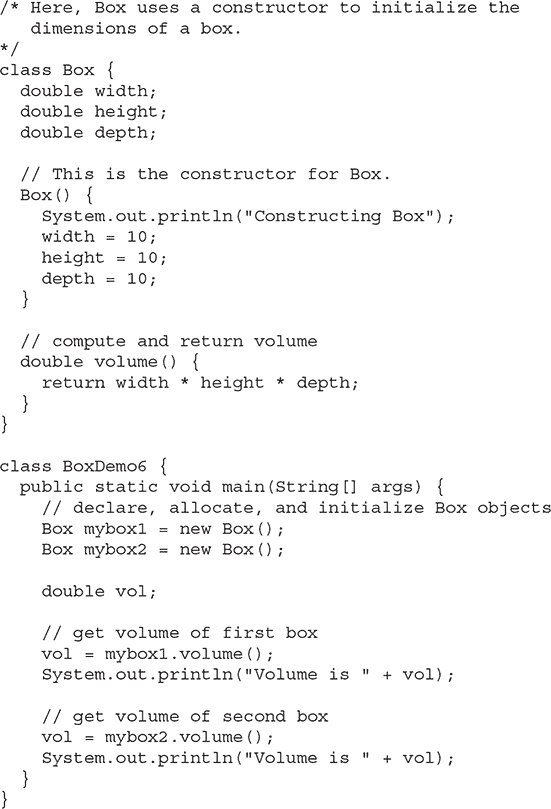 /* Here, Box uses a constructor to initialize the
   dimensions of a box.
*/
class Box {
  double width;
  double height;
  double depth;

  // This is the constructor for Box.
  Box() {
    System.out.println("Constructing Box");
    width = 10;
    height = 10;
    depth = 10;
  }

  // compute and return volume
  double volume() {
    return width * height * depth;
  }
}

class BoxDemo6 {
  public static void main(String[] args) {
    // declare, allocate, and initialize Box objects
    Box mybox1 = new Box();
    Box mybox2 = new Box();

    double vol;

    // get volume of first box
    vol = mybox1.volume();
    System.out.println("Volume is " + vol);

    // get volume of second box
    vol = mybox2.volume();
    System.out.println("Volume is " + vol);
  }
}